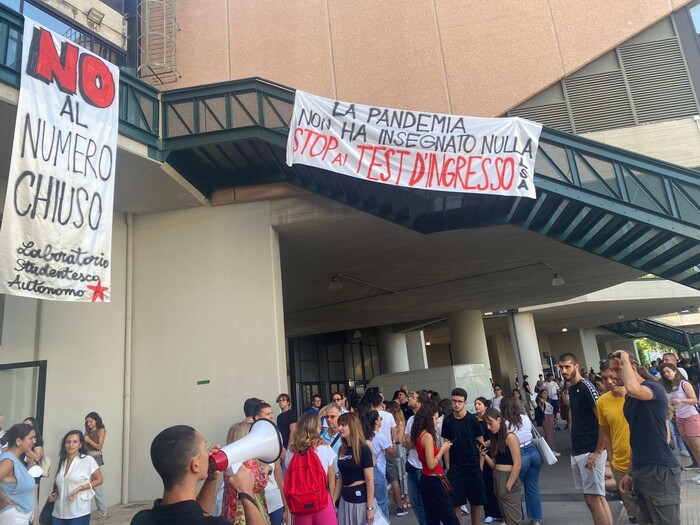 NO
AL
NUMERO
CHIUSO
Laboratorio
Studentesco
Autonomo
LA PANDEMIA
NON HA INSEGNATO NULLA
STOP AI TEST D'INGRESSO
LSA